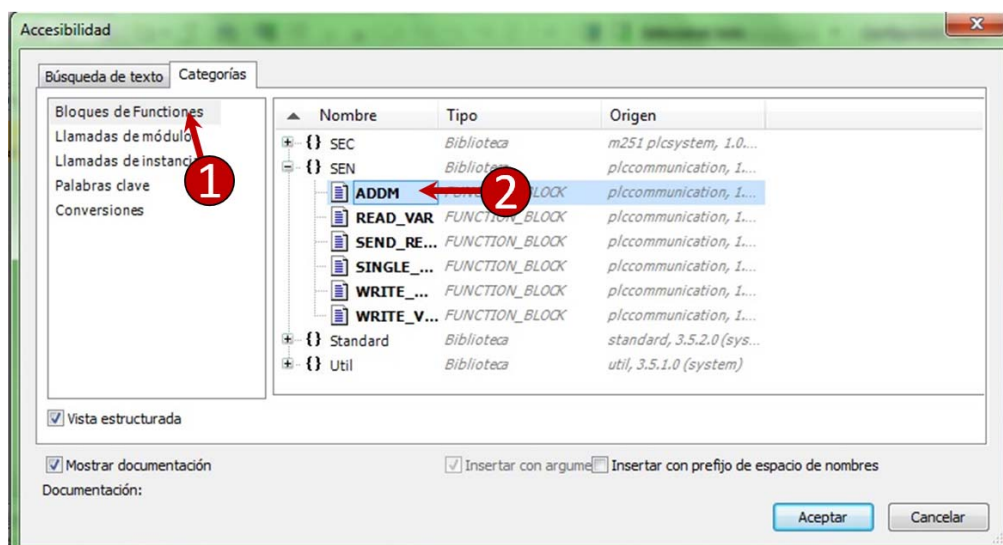 Accesibilidad
Búsqueda de texto Categorías
Bloques de Functiones
Llamadas de módulo
Llamadas de instanci
Palabras clave
Conversiones
Nombre Tipo Origen
{} SEC Biblioteca m251 plcsystem, 1.0....
{} SEN Bibliote plccommunication, 1....
ADDM LOCK plccommunication, 1....
READ_VAR FUNCTION_BLOCK plccommunication, 1....
SEND_RE... FUNCTION_BLOCK plccommunication, 1....
SINGLE_... FUNCTION_BLOCK plccommunication, 1....
WRITE_... FUNCTION_BLOCK plccommunication, 1....
WRITE_V... FUNCTION_BLOCK plccommunication, 1....
{} Standard Biblioteca standard, 3.5.2.0 (sys...
{} Util Biblioteca util, 3.5.1.0 (system)
1
2
Vista estructurada
Mostrar documentación Insertar con argume Insertar con prefijo de espacio de nombres
Documentación:
Aceptar Cancelar